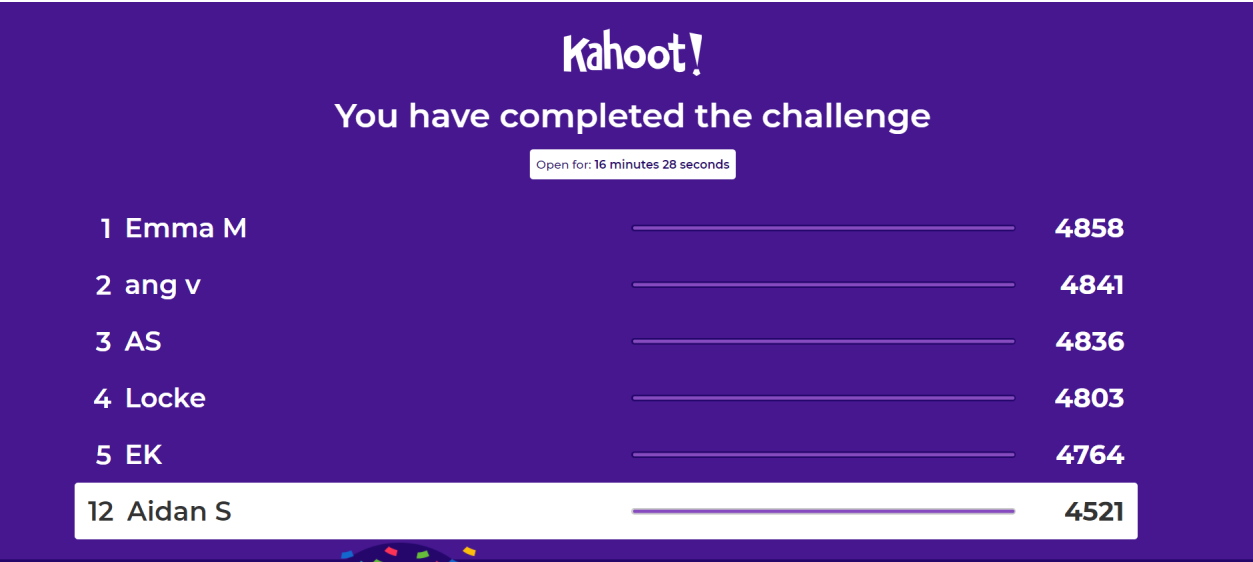 Kahoot!
You have completed the challenge
Open for: 16 minutes 28 seconds
1 Emma M 4858
2 ang v 4841
3 AS 4836
4 Locke 4803
5 EK 4764
12 Aidan S 4521